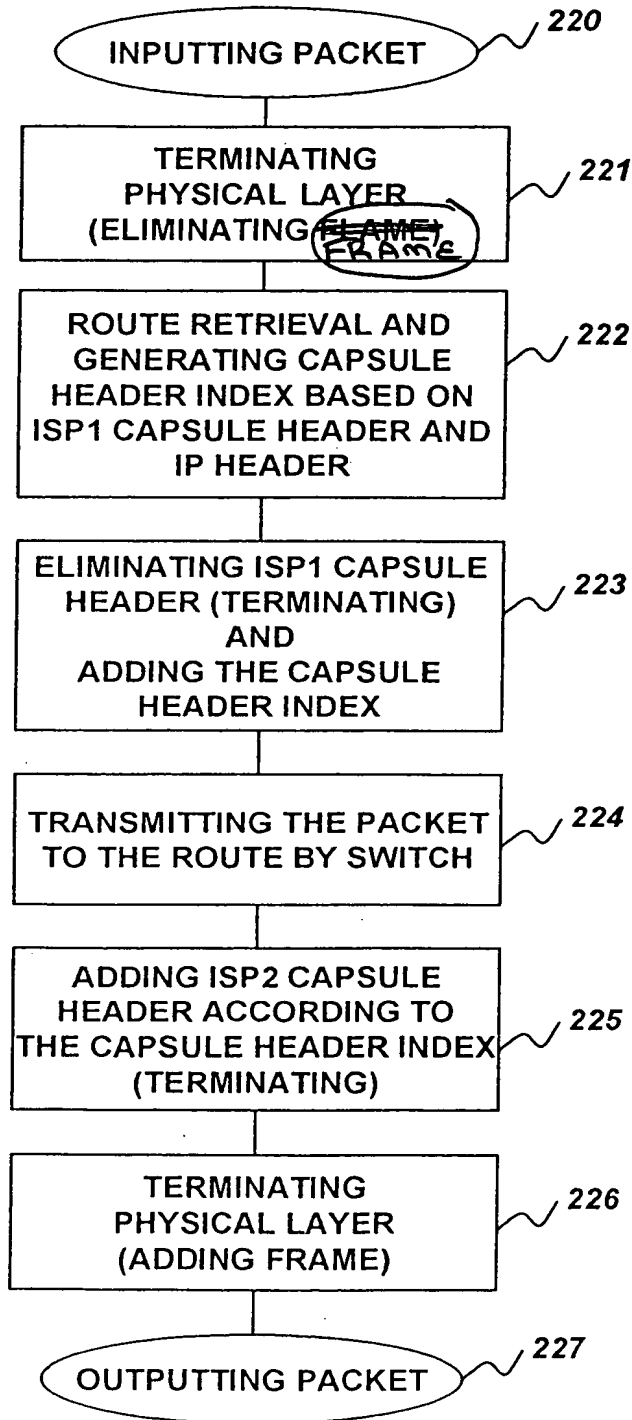 INPUTTING PACKET
220
TERMINATING
PHYSICAL LAYER
(ELIMINATING FLAME)
FRAME
221
ROUTE RETRIEVAL AND
GENERATING CAPSULE
HEADER INDEX BASED ON
ISP1 CAPSULE HEADER AND
IP HEADER
222
ELIMINATING ISP1 CAPSULE
HEADER (TERMINATING)
AND
ADDING THE CAPSULE
HEADER INDEX
223
TRANSMITTING THE PACKET
TO THE ROUTE BY SWITCH
224
ADDING ISP2 CAPSULE
HEADER ACCORDING TO
THE CAPSULE HEADER INDEX
(TERMINATING)
225
TERMINATING
PHYSICAL LAYER
(ADDING FRAME)
226
OUTPUTTING PACKET
227